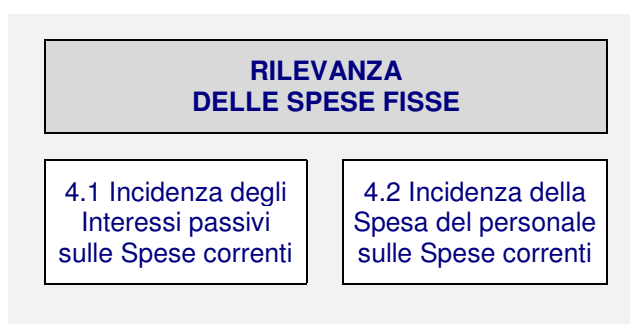 RILEVANZA
DELLE SPESE FISSE
4.1 Incidenza degli
Interessi passivi
sulle Spese correnti
4.2 Incidenza della
Spesa del personale
sulle Spese correnti